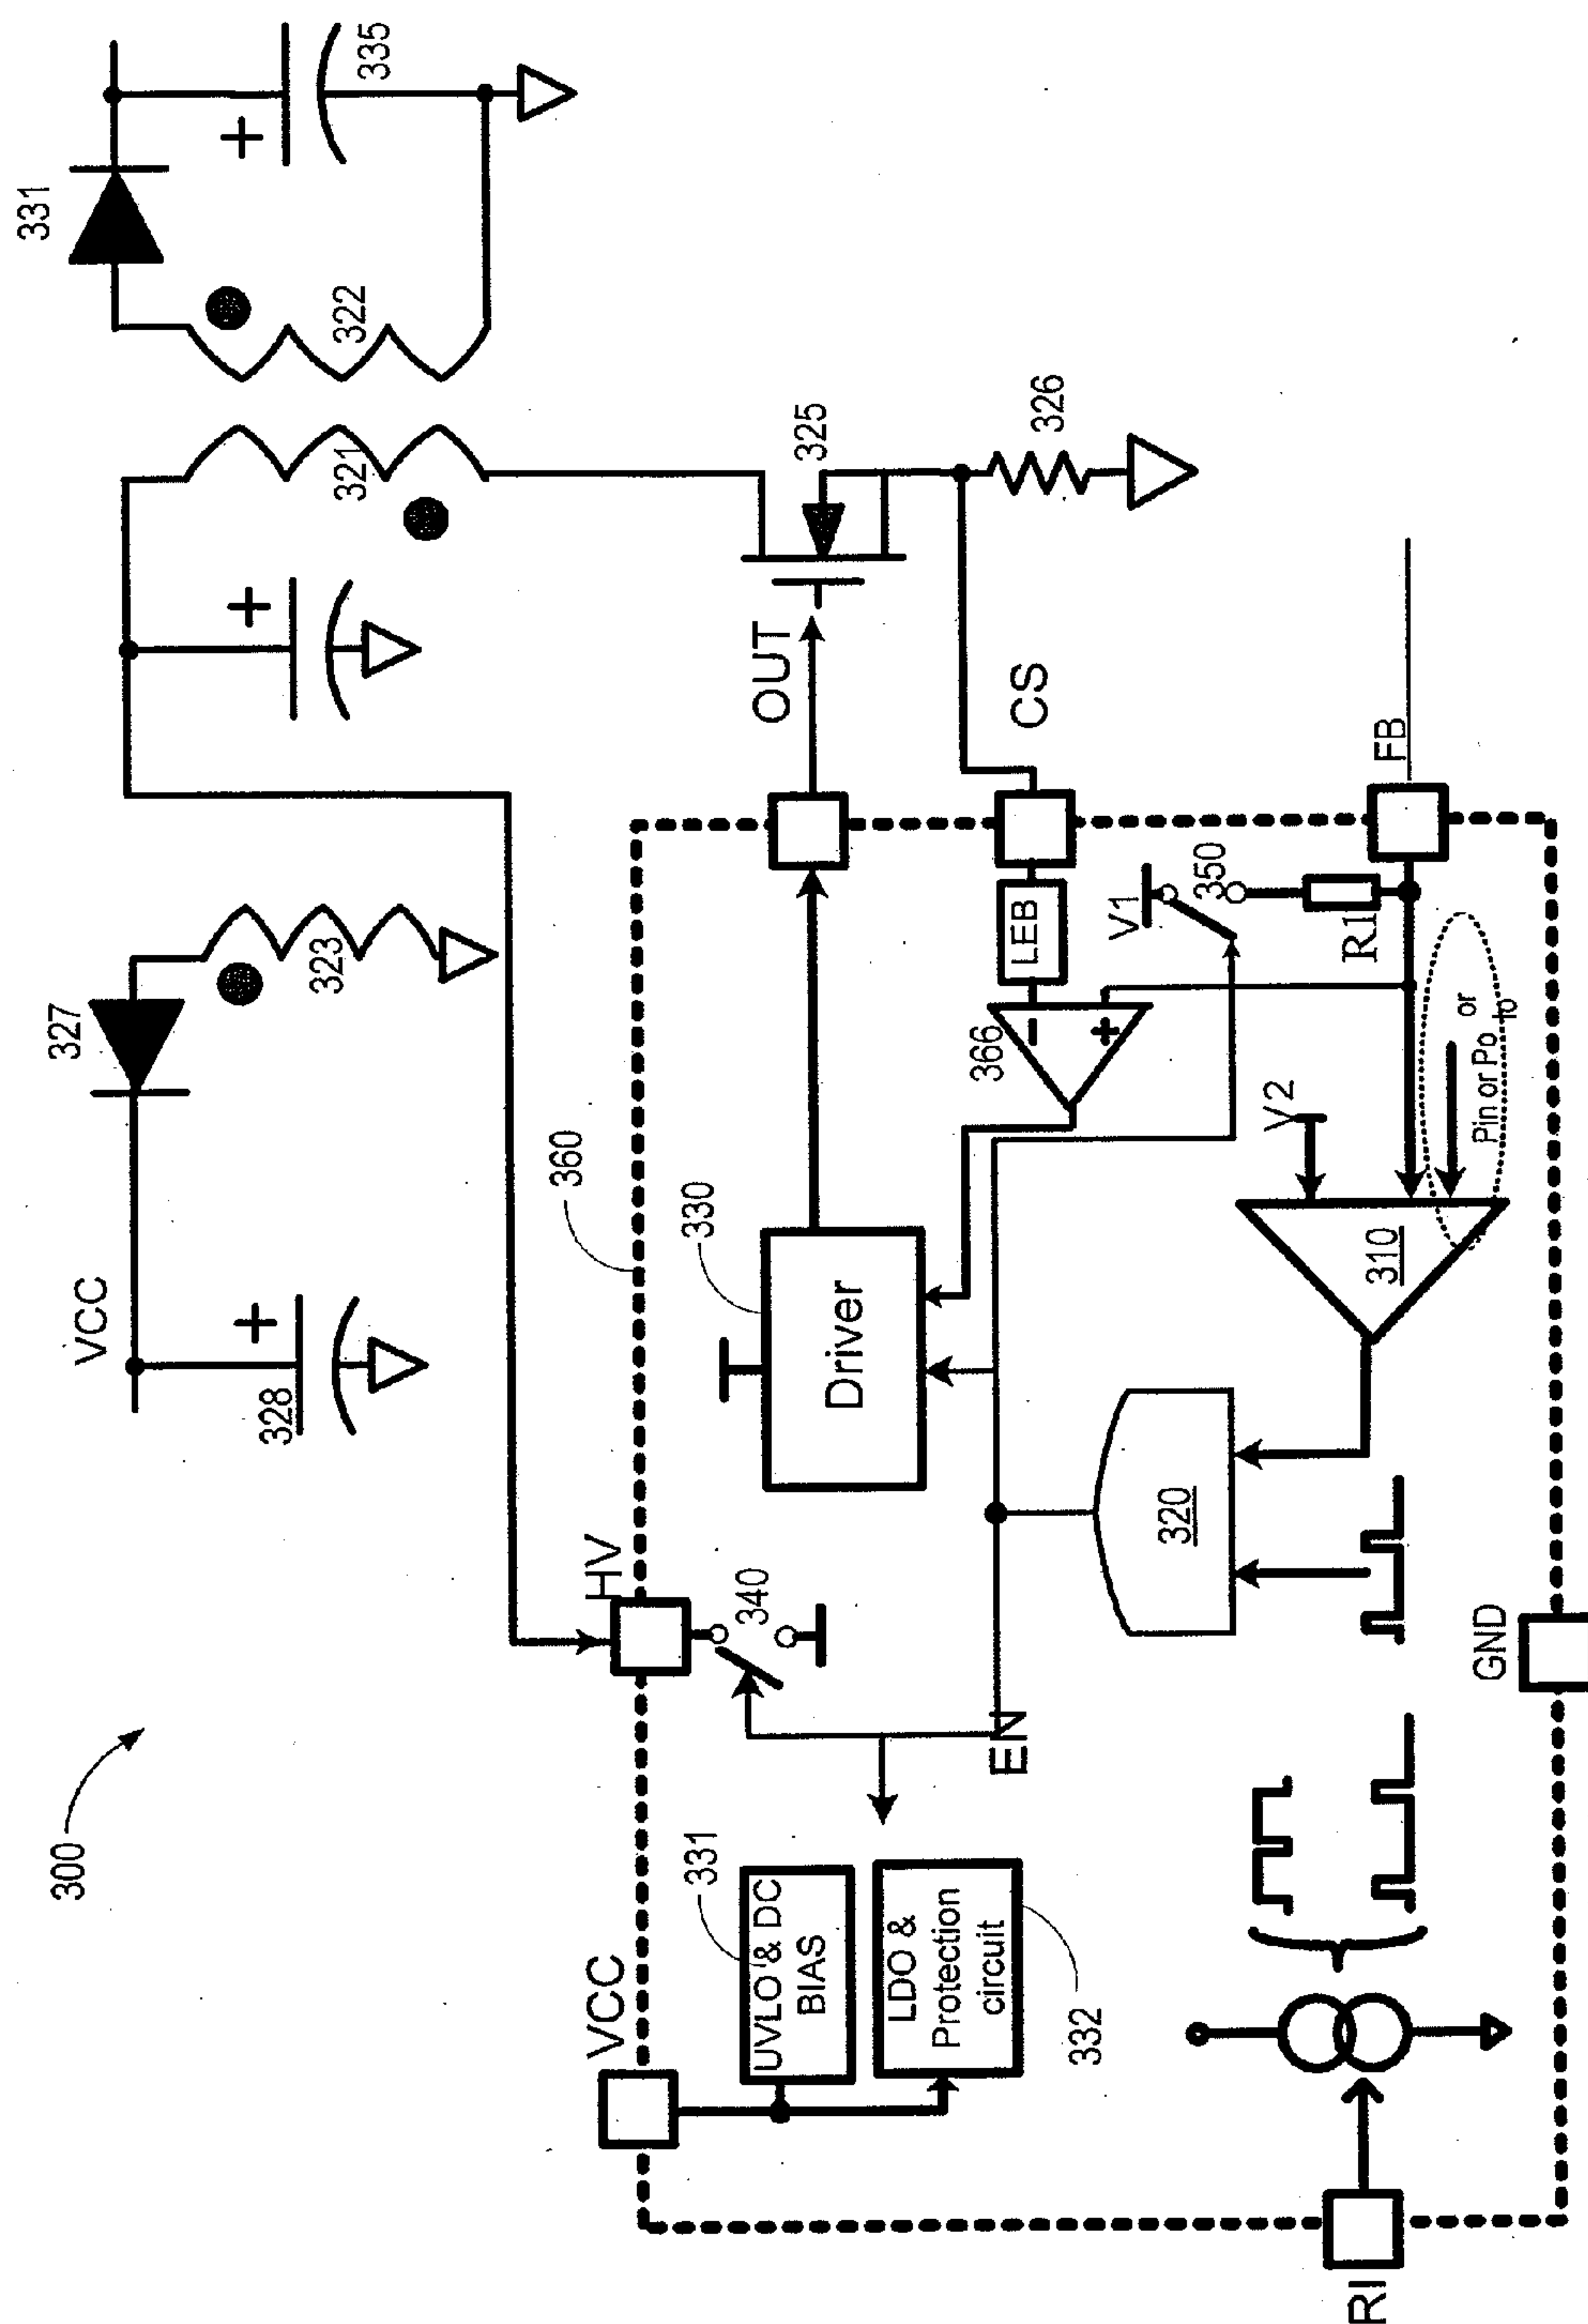 300
VCC
327
328
323
321
322
331
335
325
326
HV
OUT
CS
FB
360
VCC
331
UVLO & DC
BIAS
LDO &
Protection
circuit
332
340
330
Driver
EN
320
366
LEB
V1
350
R1
V2
310
Pin or Po or
Io
RI
GND
+
+
+
−
+